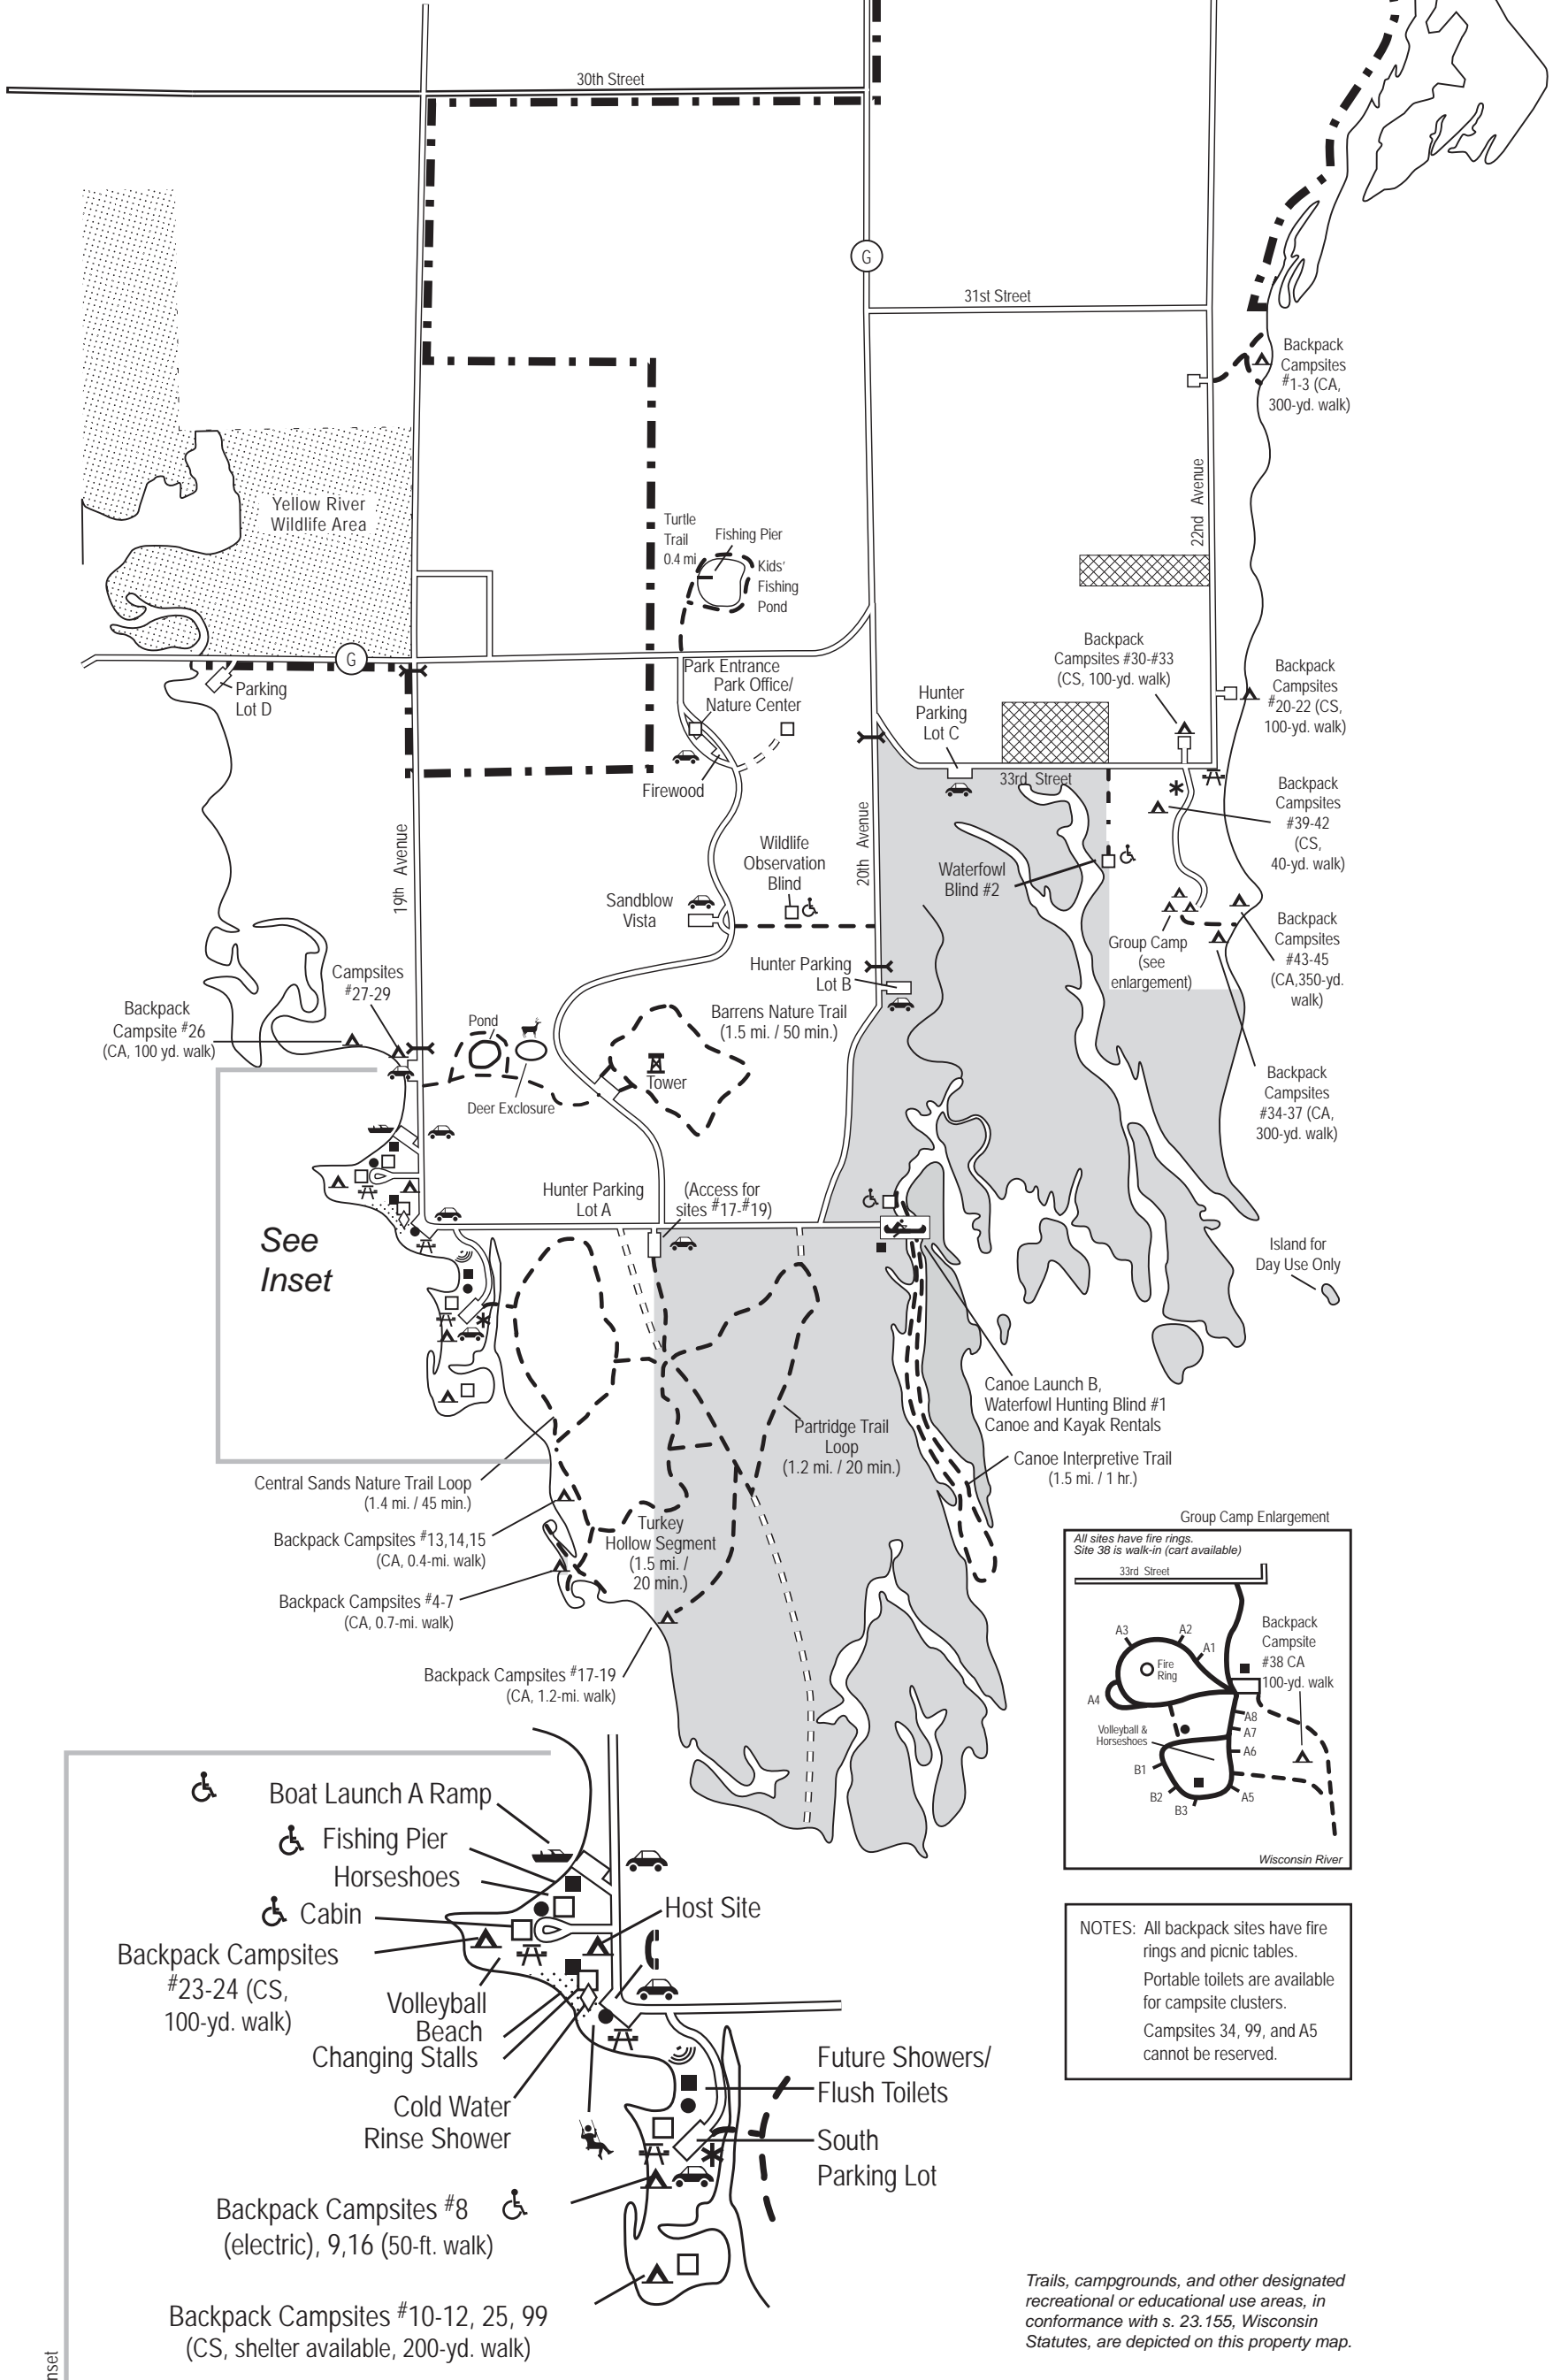 30th Street
G
31st Street
Backpack
Campsites
#1-3 (CA,
300-yd. walk)
22nd Avenue
Yellow River
Wildlife Area
Turtle
Trail
0.4 mi
Fishing Pier
Kids'
Fishing
Pond
G
Parking
Lot D
Park Entrance
Park Office/
Nature Center
Firewood
Hunter
Parking
Lot C
Backpack
Campsites #30-#33
(CS, 100-yd. walk)
Backpack
Campsites
#20-22 (CS,
100-yd. walk)
33rd Street
Backpack
Campsites
#39-42
(CS,
40-yd. walk)
19th Avenue
20th Avenue
Wildlife
Observation
Blind
Waterfowl
Blind #2
Sandblow
Vista
Group Camp
(see
enlargement)
Backpack
Campsites
#43-45
(CA,350-yd.
walk)
Hunter Parking
Lot B
Campsites
#27-29
Backpack
Campsite #26
(CA, 100 yd. walk)
Pond
Barrens Nature Trail
(1.5 mi. / 50 min.)
Tower
Deer Exclosure
Backpack
Campsites
#34-37 (CA,
300-yd. walk)
Hunter Parking
Lot A
(Access for
sites #17-#19)
See
Inset
Island for
Day Use Only
Canoe Launch B,
Waterfowl Hunting Blind #1
Canoe and Kayak Rentals
Partridge Trail
Loop
(1.2 mi. / 20 min.)
Canoe Interpretive Trail
(1.5 mi. / 1 hr.)
Central Sands Nature Trail Loop
(1.4 mi. / 45 min.)
Backpack Campsites #13,14,15
(CA, 0.4-mi. walk)
Turkey
Hollow Segment
(1.5 mi. /
20 min.)
Backpack Campsites #4-7
(CA, 0.7-mi. walk)
Backpack Campsites #17-19
(CA, 1.2-mi. walk)
Group Camp Enlargement
All sites have fire rings.
Site 38 is walk-in (cart available)
33rd Street
A3
A2
A1
Fire
Ring
A4
Backpack
Campsite
#38 CA
100-yd. walk
A8
A7
A6
Volleyball &
Horseshoes
B1
B2
B3
A5
Wisconsin River
NOTES: All backpack sites have fire
rings and picnic tables.
Portable toilets are available
for campsite clusters.
Campsites 34, 99, and A5
cannot be reserved.
Boat Launch A Ramp
Fishing Pier
Horseshoes
Cabin
Host Site
Backpack Campsites
#23-24 (CS,
100-yd. walk)
Volleyball
Beach
Changing Stalls
Cold Water
Rinse Shower
Future Showers/
Flush Toilets
South
Parking Lot
Backpack Campsites #8
(electric), 9,16 (50-ft. walk)
Backpack Campsites #10-12, 25, 99
(CS, shelter available, 200-yd. walk)
Trails, campgrounds, and other designated
recreational or educational use areas, in
conformance with s. 23.155, Wisconsin
Statutes, are depicted on this property map.